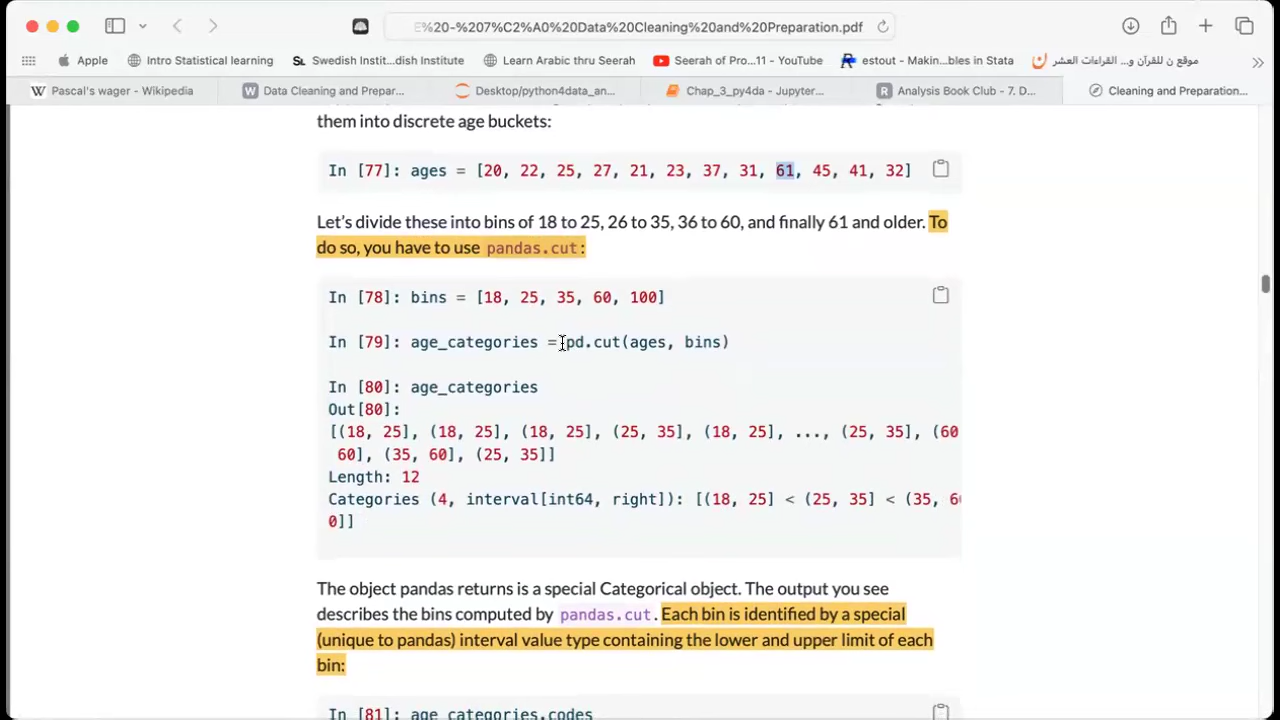 E%20-%207%C2%A0%20Data%20Cleaning%20and%20Preparation.pdf
Apple Intro Statistical learning SL Swedish Instit...dish Institute Learn Arabic thru Seerah Seerah of Pro...11 - YouTube estout - Makin...bles in Stata موقع ن للقرآن و... القراءات العشر
W Pascal's wager - Wikipedia W Data Cleaning and Prepar... Desktop/python4data_an... Chap_3_py4da - Jupyter... R Analysis Book Club - 7. D... Cleaning and Preparation...
them into discrete age buckets:
In [77]: ages = [20, 22, 25, 27, 21, 23, 37, 31, 61, 45, 41, 32]
Let's divide these into bins of 18 to 25, 26 to 35, 36 to 60, and finally 61 and older. To
do so, you have to use pandas.cut:
In [78]: bins = [18, 25, 35, 60, 100]
In [79]: age_categories = pd.cut(ages, bins)
In [80]: age_categories
Out[80]:
[(18, 25], (18, 25], (18, 25], (25, 35], (18, 25], ..., (25, 35], (60
60], (35, 60], (25, 35]]
Length: 12
Categories (4, interval[int64, right]): [(18, 25] < (25, 35] < (35, 6
0]]
The object pandas returns is a special Categorical object. The output you see
describes the bins computed by pandas.cut. Each bin is identified by a special
(unique to pandas) interval value type containing the lower and upper limit of each
bin:
In [81]: age_categories.codes